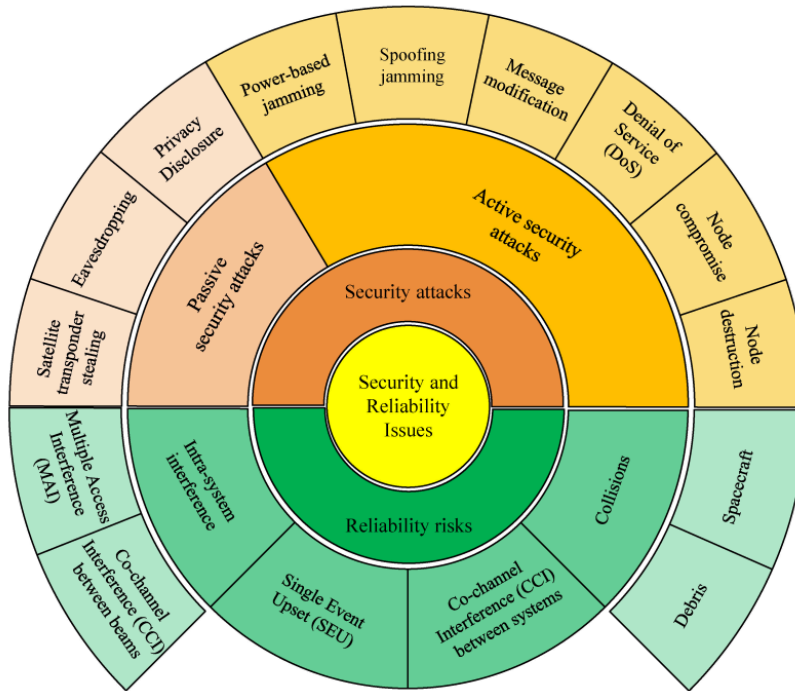 Power-based
jamming
Spoofing
jamming
Message
modification
Denial of
Service
(DoS)
Node
compromise
Node
destruction
Privacy
Disclosure
Eavesdropping
Satellite
transponder
stealing
Passive
security attacks
Active security
attacks
Security attacks
Security and
Reliability
Issues
Reliability risks
Intra-system
interference
Single Event
Upset (SEU)
Co-channel
Interference (CCI)
between systems
Collisions
Multiple Access
Interference
(MAI)
Co-channel
Interference (CCI)
between beams
Spacecraft
Debris